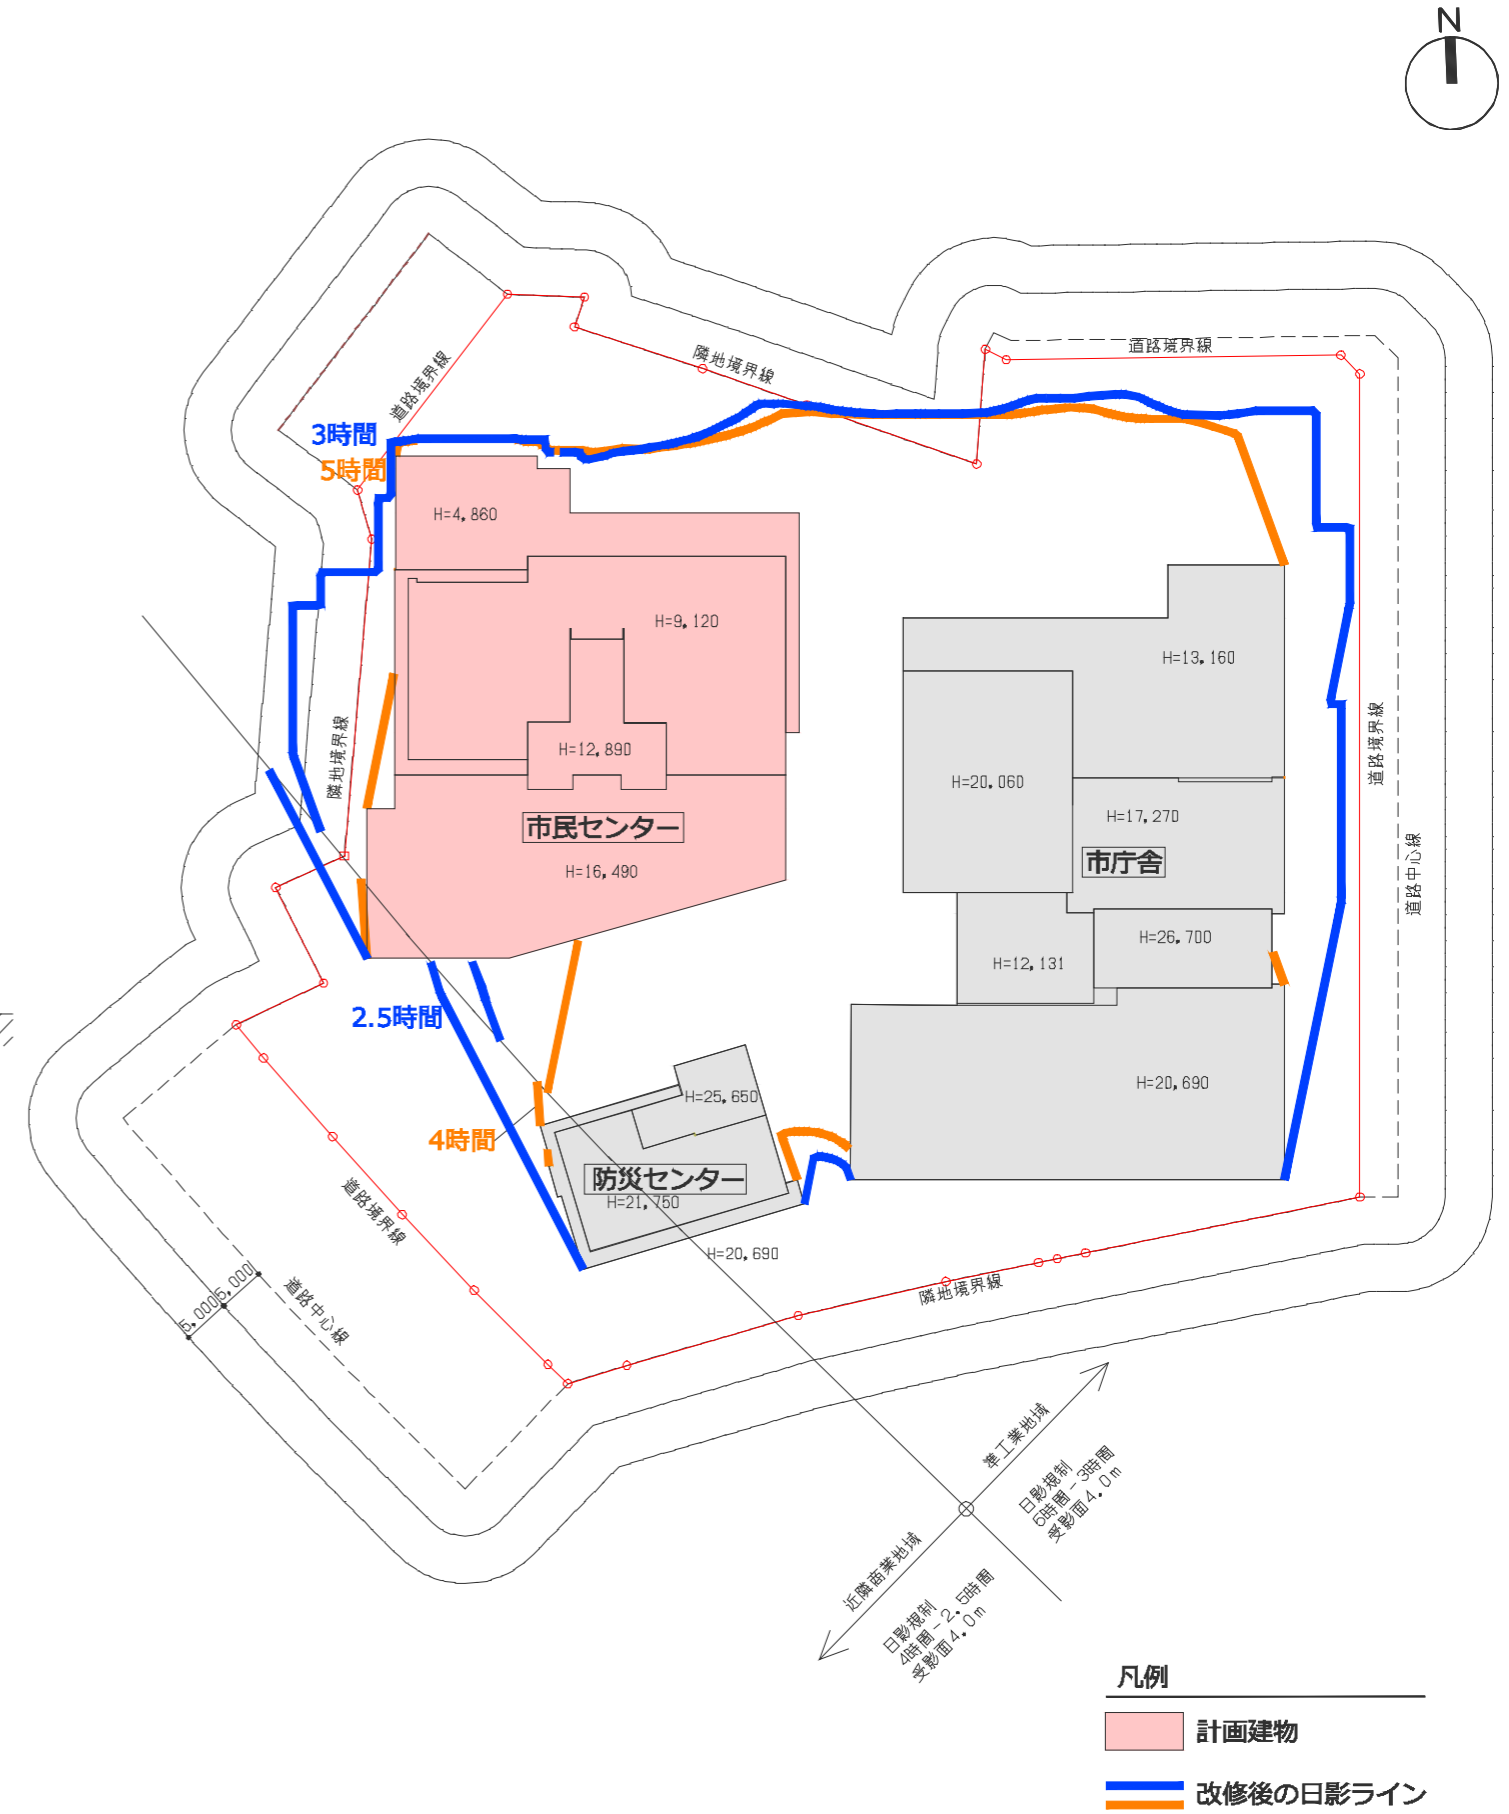 N
道路境界線
隣地境界線
道路境界線
3時間
5時間
H=4,860
H=9,120
H=13,160
隣地境界線
H=12,890
道路境界線
H=20,060
H=17,270
市民センター
市庁舎
道路中心線
H=16,490
H=26,700
H=12,131
2.5時間
H=20,690
H=25,650
4時間
防災センター
H=21,750
道路境界線
H=20,690
隣地境界線
5,000
5,000
道路中心線
準工業地域
日影規制
5時間-3時間
受影面4.0m
近隣商業地域
日影規制
4時間-2.5時間
受影面4.0m
凡例
計画建物
改修後の日影ライン